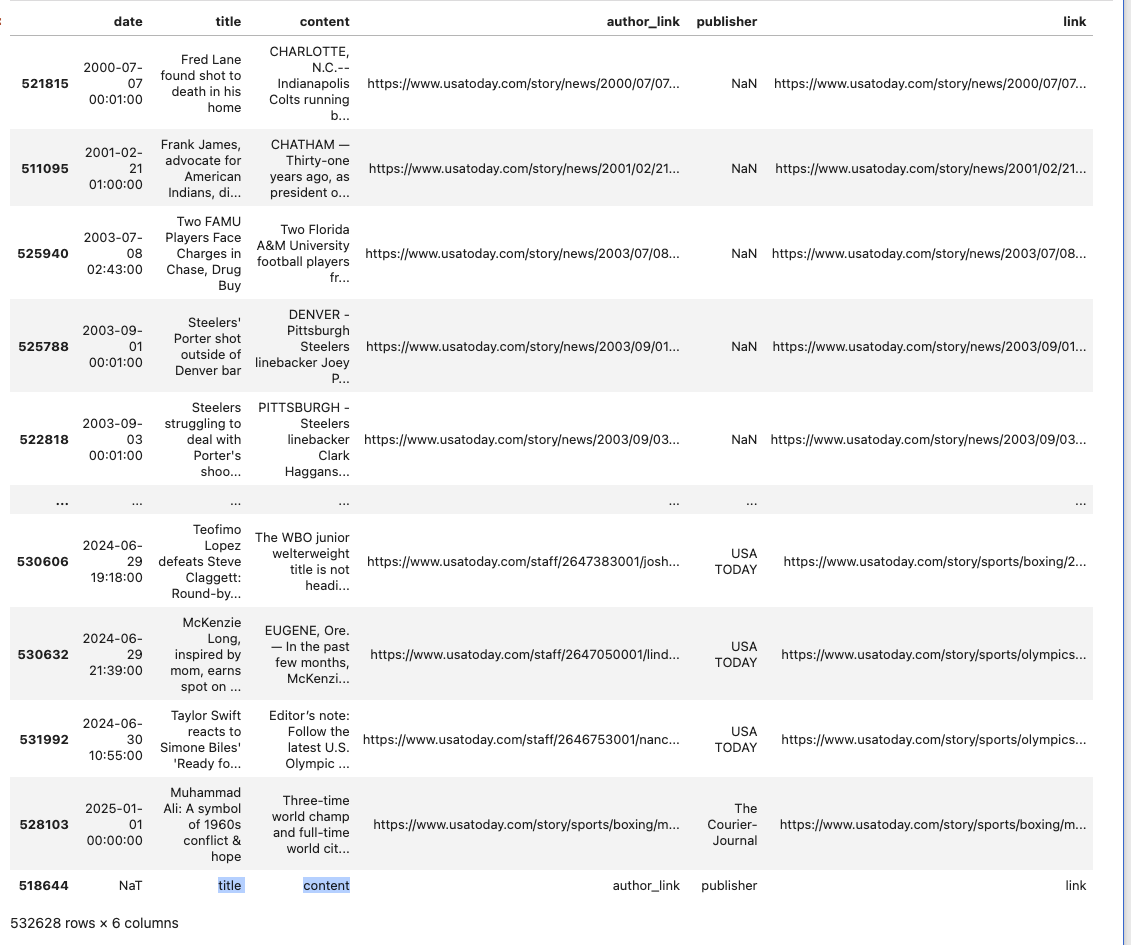 date title content author_link publisher link
521815 2000-07-07 00:01:00 Fred Lane found shot to death in his home CHARLOTTE, N.C.-- Indianapolis Colts running b... https://www.usatoday.com/story/news/2000/07/07... NaN https://www.usatoday.com/story/news/2000/07/07...
511095 2001-02-21 01:00:00 Frank James, advocate for American Indians, di... CHATHAM — Thirty-one years ago, as president o... https://www.usatoday.com/story/news/2001/02/21... NaN https://www.usatoday.com/story/news/2001/02/21...
525940 2003-07-08 02:43:00 Two FAMU Players Face Charges in Chase, Drug Buy Two Florida A&M University football players fr... https://www.usatoday.com/story/news/2003/07/08... NaN https://www.usatoday.com/story/news/2003/07/08...
525788 2003-09-01 00:01:00 Steelers' Porter shot outside of Denver bar DENVER - Pittsburgh Steelers linebacker Joey P... https://www.usatoday.com/story/news/2003/09/01... NaN https://www.usatoday.com/story/news/2003/09/01...
522818 2003-09-03 00:01:00 Steelers struggling to deal with Porter's shoo... PITTSBURGH - Steelers linebacker Clark Haggans... https://www.usatoday.com/story/news/2003/09/03... NaN https://www.usatoday.com/story/news/2003/09/03...
... ... ... ... ... ... ...
530606 2024-06-29 19:18:00 Teofimo Lopez defeats Steve Claggett: Round-by... The WBO junior welterweight title is not headi... https://www.usatoday.com/staff/2647383001/josh... USA TODAY https://www.usatoday.com/story/sports/boxing/2...
530632 2024-06-29 21:39:00 McKenzie Long, inspired by mom, earns spot on ... EUGENE, Ore. — In the past few months, McKenzi... https://www.usatoday.com/staff/2647050001/lind... USA TODAY https://www.usatoday.com/story/sports/olympics...
531992 2024-06-30 10:55:00 Taylor Swift reacts to Simone Biles' 'Ready fo... Editor’s note: Follow the latest U.S. Olympic ... https://www.usatoday.com/staff/2646753001/nanc... USA TODAY https://www.usatoday.com/story/sports/olympics...
528103 2025-01-01 00:00:00 Muhammad Ali: A symbol of 1960s conflict & hope Three-time world champ and full-time world cit... https://www.usatoday.com/story/sports/boxing/m... The Courier-Journal https://www.usatoday.com/story/sports/boxing/m...
518644 NaT title content author_link publisher link
532628 rows × 6 columns